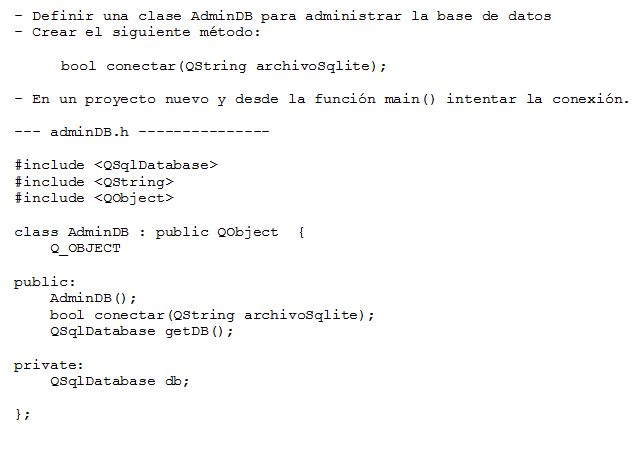 - Definir una clase AdminDB para administrar la base de datos
- Crear el siguiente método:
bool conectar(QString archivoSqlite);
- En un proyecto nuevo y desde la función main() intentar la conexión.
--- adminDB.h ---------------
#include <QSqlDatabase>
#include <QString>
#include <QObject>
class AdminDB : public QObject  {
Q_OBJECT
public:
AdminDB();
bool conectar(QString archivoSqlite);
QSqlDatabase getDB();
private:
QSqlDatabase db;
};